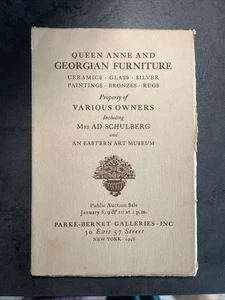 QUEEN ANNE AND
GEORGIAN FURNITURE
CERAMICS · GLASS · SILVER
PAINTINGS · BRONZES · RUGS
Property of
VARIOUS OWNERS
Including
MRS AD SCHULBERG
and
AN EASTERN ART MUSEUM
Public Auction Sale
January 8, 9 & 10 at 2 p.m.
PARKE-BERNET GALLERIES · INC
30 East 57 Street
NEW YORK · 1948